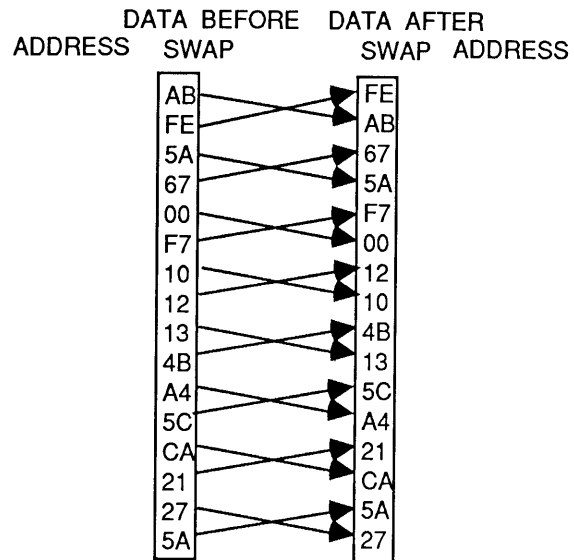 DATA BEFORE DATA AFTER
ADDRESS SWAP SWAP ADDRESS
AB FE
FE AB
5A 67
67 5A
00 F7
F7 00
10 12
12 10
13 4B
4B 13
A4 5C
5C A4
CA 21
21 CA
27 5A
5A 27